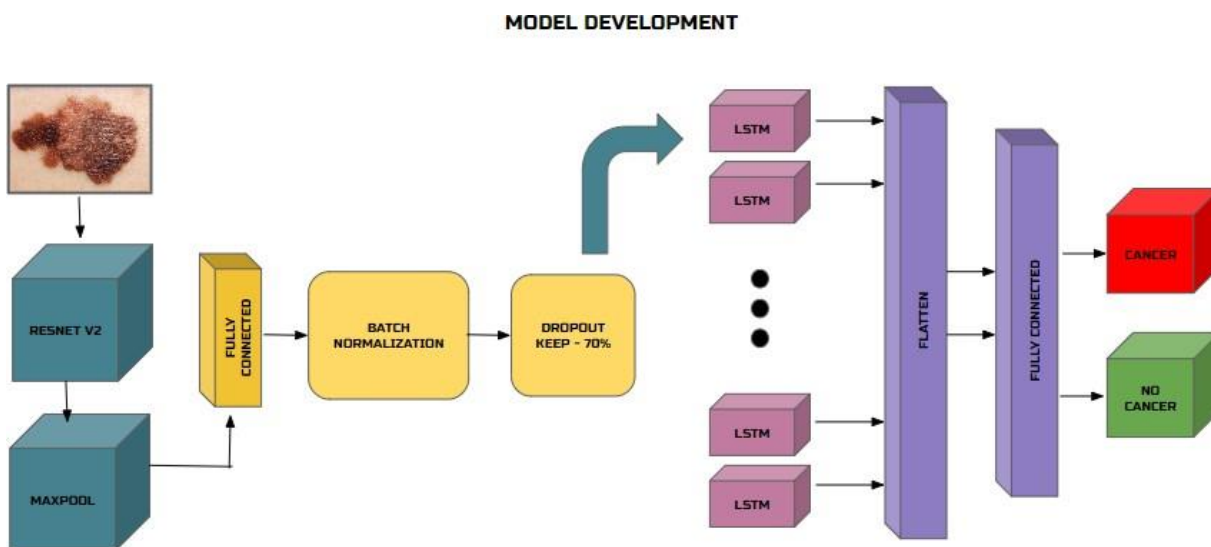 MODEL DEVELOPMENT
RESNET V2
MAXPOOL
FULLY
CONNECTED
BATCH
NORMALIZATION
DROPOUT
KEEP - 70%
LSTM
LSTM
LSTM
LSTM
FLATTEN
FULLY CONNECTED
CANCER
NO
CANCER